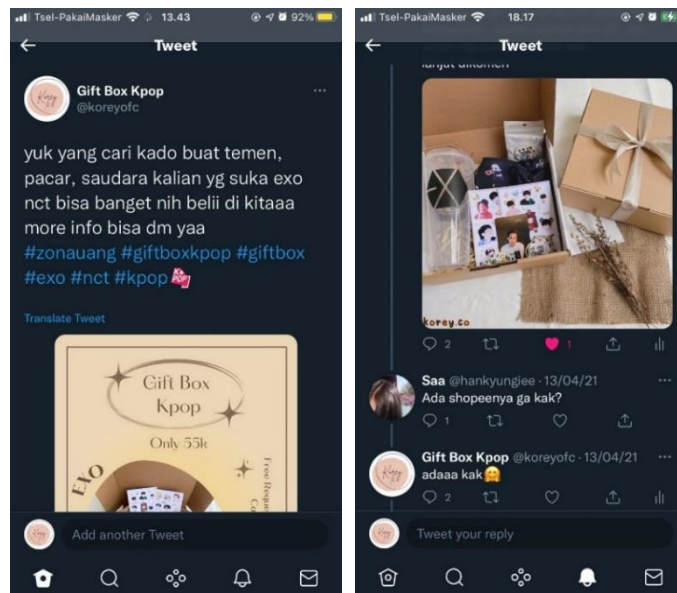 Tsel-PakaiMasker 13.43 92%
Tweet
Gift Box Kpop
@koreyofc
yuk yang cari kado buat temen,
pacar, saudara kalian yg suka exo
nct bisa banget nih belii di kitaaa
more info bisa dm yaa
#zonauang #giftboxkpop #giftbox
#exo #nct #kpop
Translate Tweet
Gift Box
Kpop
Only 55k
EXO
Add another Tweet
Tsel-PakaiMasker 18.17
Tweet
lanjut dikomen
korey.co
2 1
Saa @hankyungiee · 13/04/21
Ada shopeenya ga kak?
1
Gift Box Kpop @koreyofc · 13/04/21
adaaa kak🤗
2
Tweet your reply